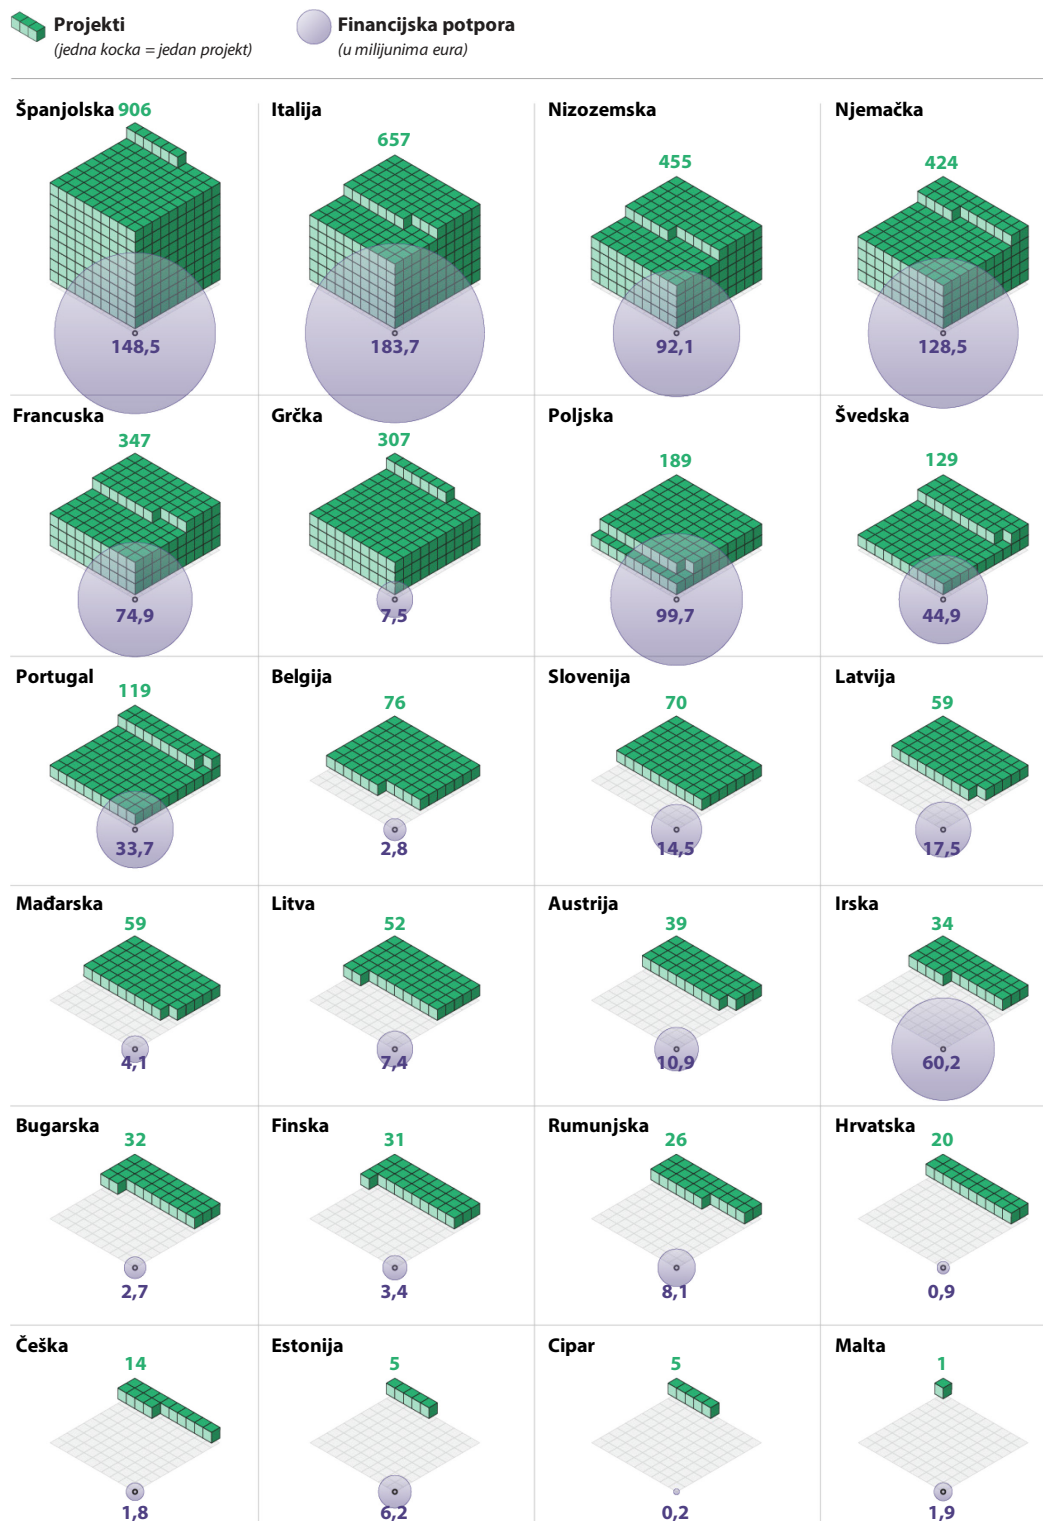 Projekti
(jedna kocka = jedan projekt)
Financijska potpora
(u milijunima eura)
Španjolska 906
148,5
Italija
657
183,7
Nizozemska
455
92,1
Njemačka
424
128,5
Francuska
347
74,9
Grčka
307
7,5
Poljska
189
99,7
Švedska
129
44,9
Portugal
119
33,7
Belgija
76
2,8
Slovenija
70
14,5
Latvija
59
17,5
Mađarska
59
4,1
Litva
52
7,4
Austrija
39
10,9
Irska
34
60,2
Bugarska
32
2,7
Finska
31
3,4
Rumunjska
26
8,1
Hrvatska
20
0,9
Češka
14
1,8
Estonija
5
6,2
Cipar
5
0,2
Malta
1
1,9